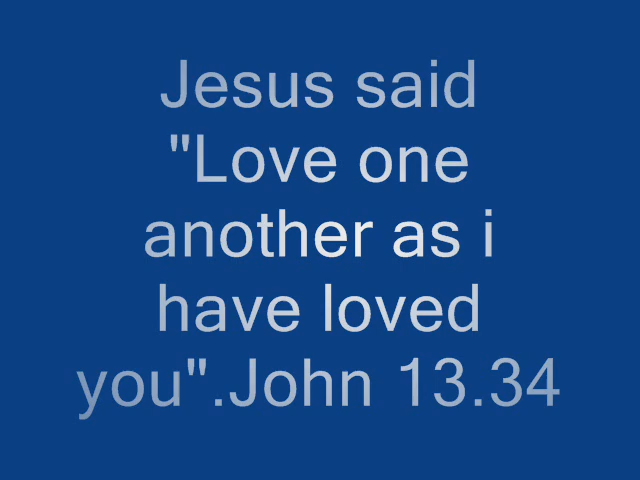 Jesus said
"Love one
another as i
have loved
you".John 13.34